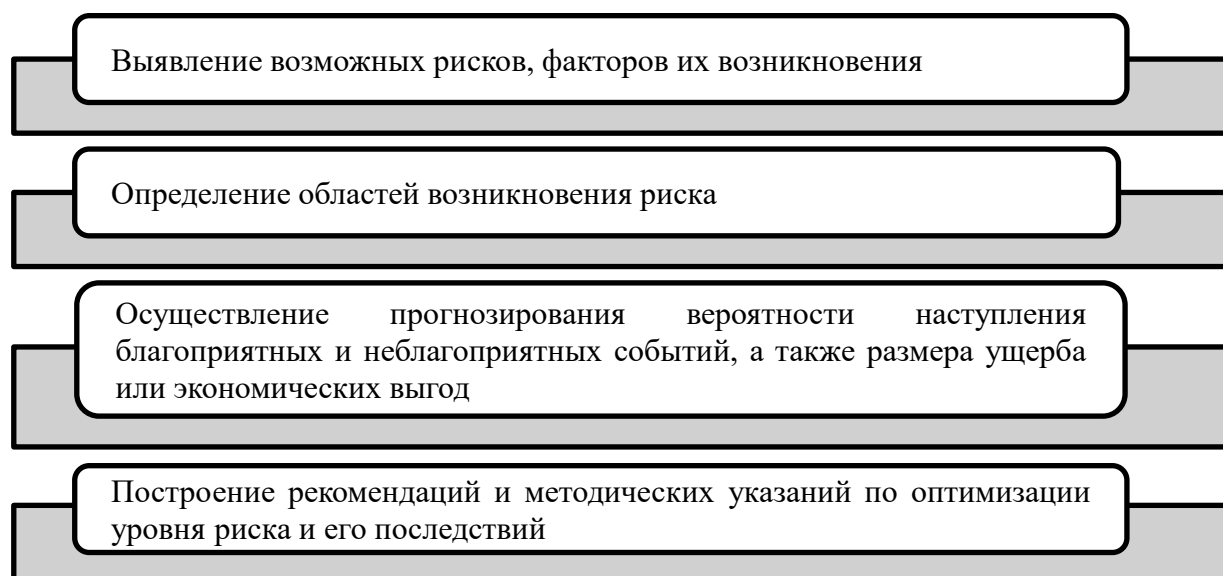 Выявление возможных рисков, факторов их возникновения
Определение областей возникновения риска
Осуществление прогнозирования вероятности наступления
благоприятных и неблагоприятных событий, а также размера ущерба
или экономических выгод
Построение рекомендаций и методических указаний по оптимизации
уровня риска и его последствий